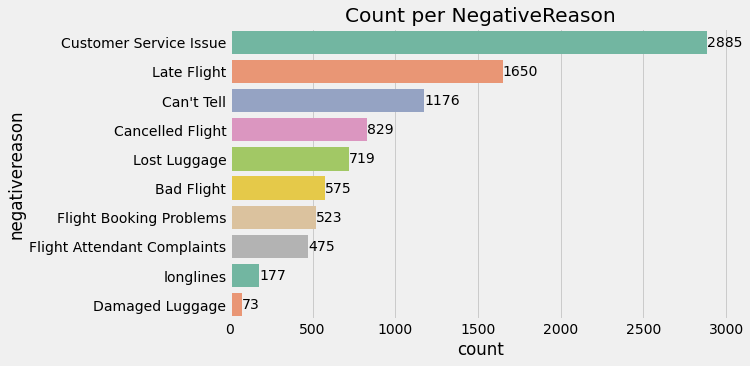 Count per NegativeReason
Customer Service Issue 2885
Late Flight 1650
Can't Tell 1176
Cancelled Flight 829
Lost Luggage 719
Bad Flight 575
Flight Booking Problems 523
Flight Attendant Complaints 475
longlines 177
Damaged Luggage 73
0 500 1000 1500 2000 2500 3000
count
negativereason